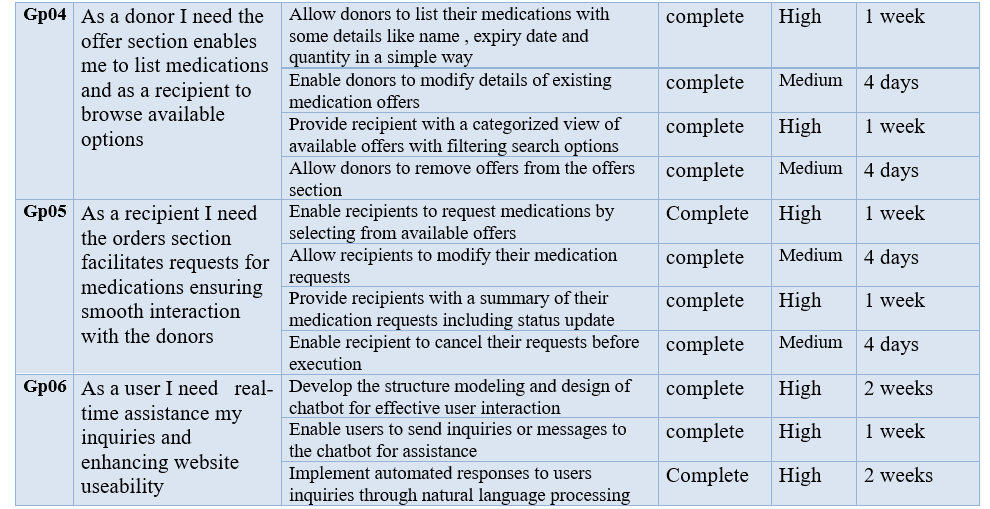 Gp04
As a donor I need the
offer section enables
me to list medications
and as a recipient to
browse available
options
Allow donors to list their medications with
some details like name , expiry date and
quantity in a simple way
complete
High
1 week
Enable donors to modify details of existing
medication offers
complete
Medium
4 days
Provide recipient with a categorized view of
available offers with filtering search options
complete
High
1 week
Allow donors to remove offers from the offers
section
complete
Medium
4 days
Gp05
As a recipient I need
the orders section
facilitates requests for
medications ensuring
smooth interaction
with the donors
Enable recipients to request medications by
selecting from available offers
Complete
High
1 week
Allow recipients to modify their medication
requests
complete
Medium
4 days
Provide recipients with a summary of their
medication requests including status update
complete
High
1 week
Enable recipient to cancel their requests before
execution
complete
Medium
4 days
Gp06
As a user I need real-
time assistance my
inquiries and
enhancing website
useability
Develop the structure modeling and design of
chatbot for effective user interaction
complete
High
2 weeks
Enable users to send inquiries or messages to
the chatbot for assistance
complete
High
1 week
Implement automated responses to users
inquiries through natural language processing
Complete
High
2 weeks